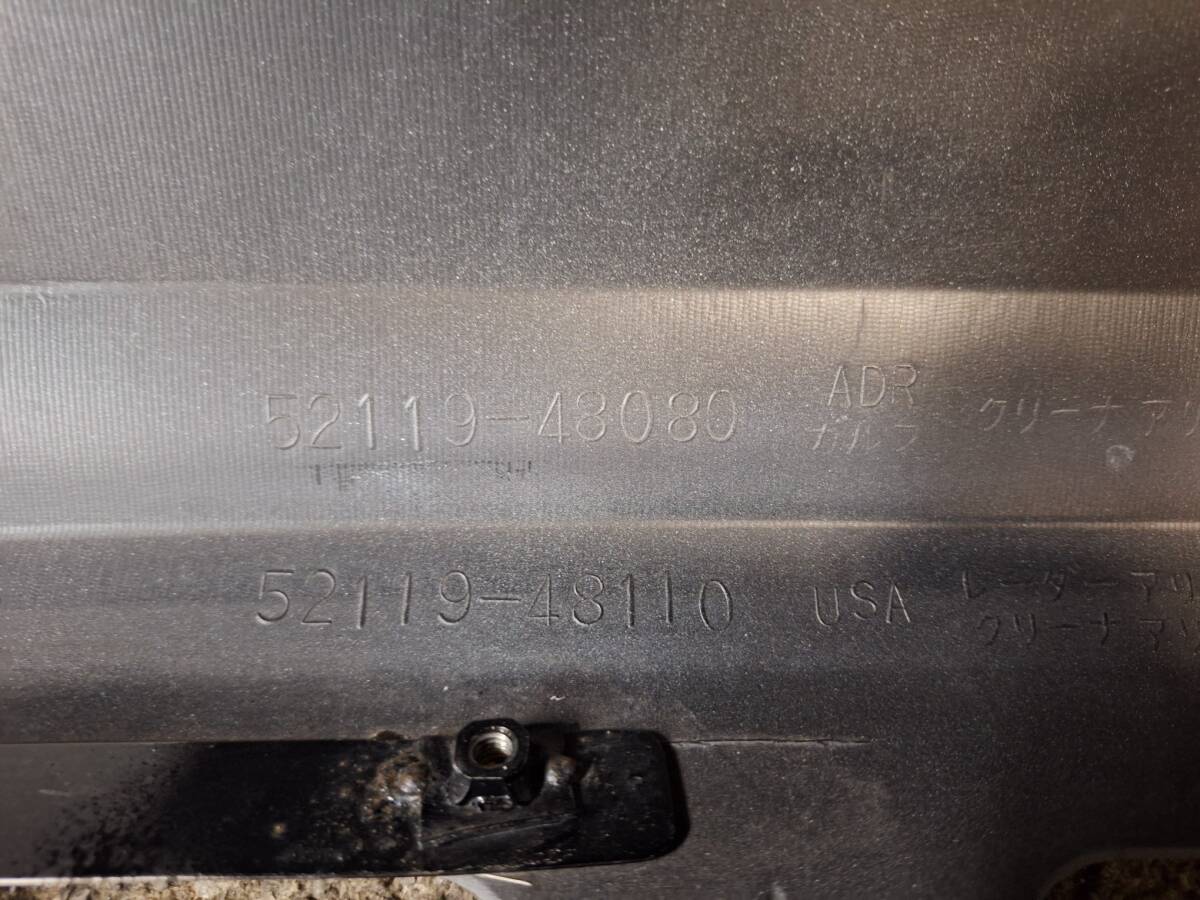 52119-48080 ADR クリーナ アリ
ガルフ
52119-48110 USA レーダー アリ
クリーナ アリ